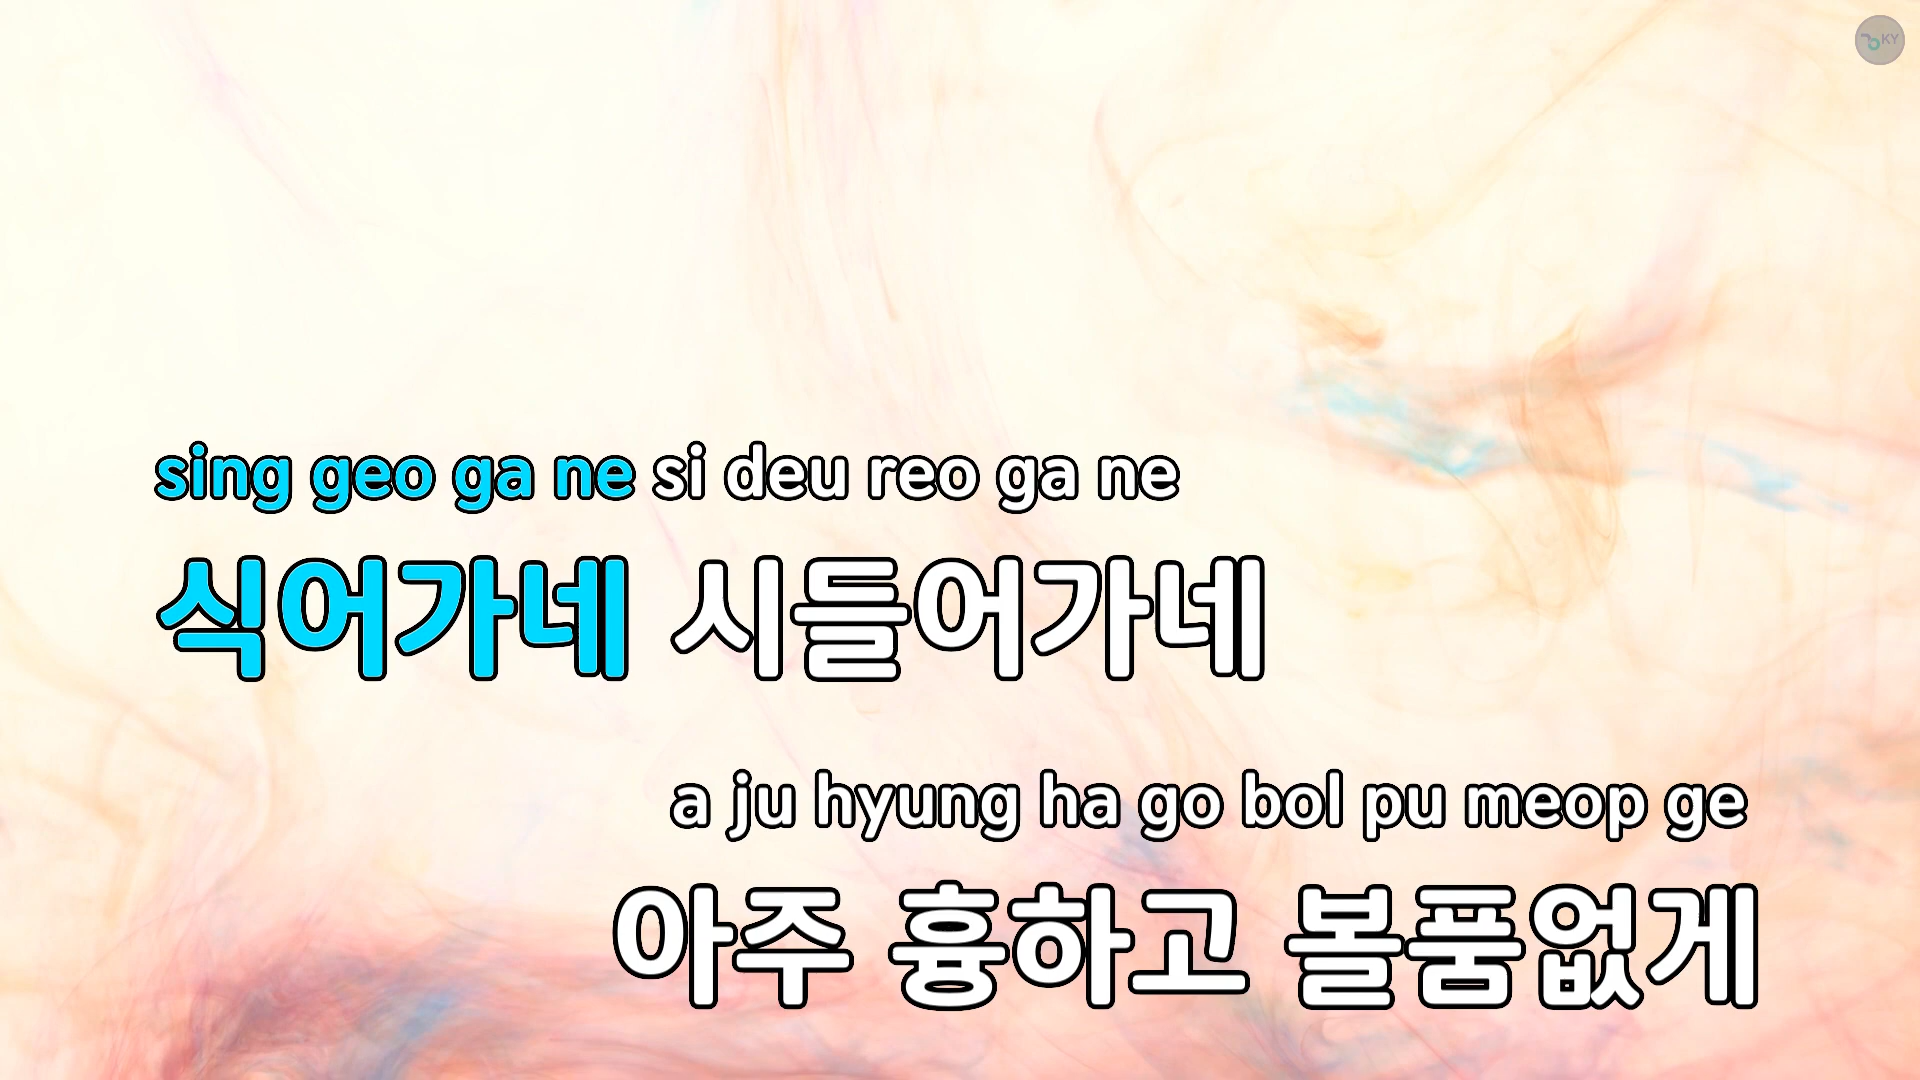 KY
sing geo ga ne si deu reo ga ne
식어가네 시들어가네
a ju hyung ha go bol pu meop ge
아주 흉하고 볼품없게